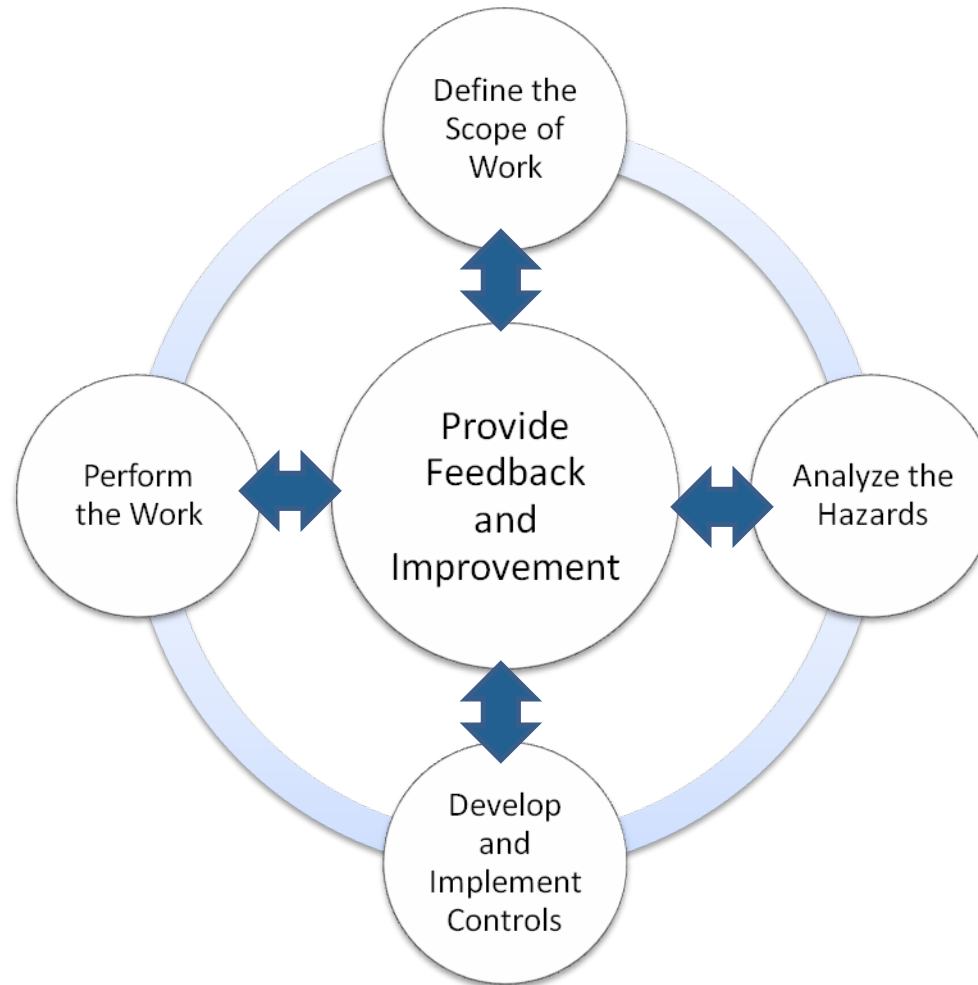 Define the
Scope of
Work
Perform
the Work
Provide
Feedback
and
Improvement
Analyze the
Hazards
Develop
and
Implement
Controls